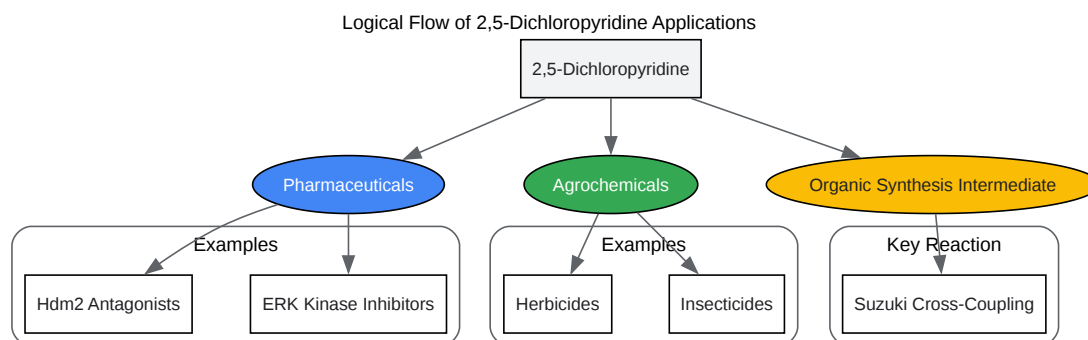 Logical Flow of 2,5-Dichloropyridine Applications
2,5-Dichloropyridine
Pharmaceuticals
Agrochemicals
Organic Synthesis Intermediate
Examples
Examples
Key Reaction
Hdm2 Antagonists
ERK Kinase Inhibitors
Herbicides
Insecticides
Suzuki Cross-Coupling